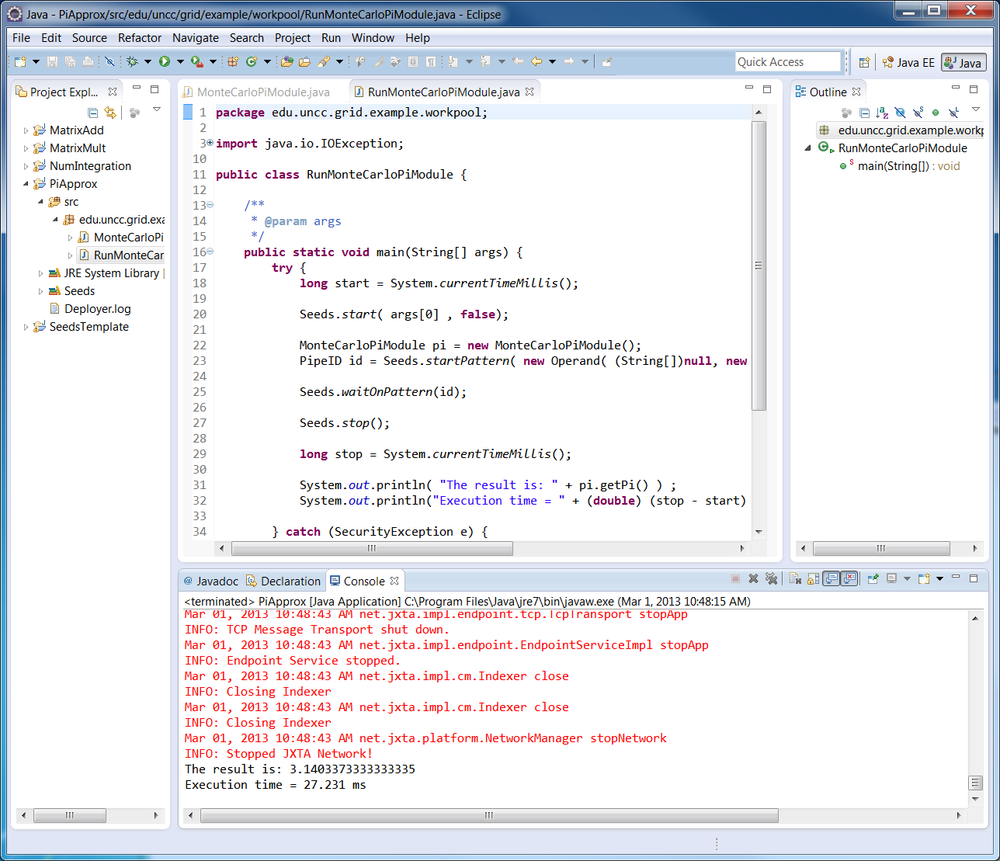 Java - PiApprox/src/edu/uncc/grid/example/workpool/RunMonteCarloPiModule.java - Eclipse
File Edit Source Refactor Navigate Search Project Run Window Help
Quick Access
Java EE
Java
Project Expl...
MatrixAdd
MatrixMult
NumIntegration
PiApprox
src
edu.uncc.grid.exa
MonteCarloPi
RunMonteCar
JRE System Library [
Seeds
Deployer.log
SeedsTemplate
MonteCarloPiModule.java
RunMonteCarloPiModule.java
1 package edu.uncc.grid.example.workpool;
2
3 import java.io.IOException;
10
11 public class RunMonteCarloPiModule {
12
13 /**
14 * @param args
15 */
16 public static void main(String[] args) {
17 try {
18 long start = System.currentTimeMillis();
19
20 Seeds.start( args[0] , false);
21
22 MonteCarloPiModule pi = new MonteCarloPiModule();
23 PipeID id = Seeds.startPattern( new Operand( (String[])null, new
24
25 Seeds.waitOnPattern(id);
26
27 Seeds.stop();
28
29 long stop = System.currentTimeMillis();
30
31 System.out.println( "The result is: " + pi.getPi() ) ;
32 System.out.println("Execution time = " + (double) (stop - start)
33
34 } catch (SecurityException e) {
Outline
edu.uncc.grid.example.workp
RunMonteCarloPiModule
main(String[]) : void
@ Javadoc
Declaration
Console
<terminated> PiApprox [Java Application] C:\Program Files\Java\jre7\bin\javaw.exe (Mar 1, 2013 10:48:15 AM)
Mar 01, 2013 10:48:43 AM net.jxta.impl.endpoint.tcp.TcpTransport stopApp
INFO: TCP Message Transport shut down.
Mar 01, 2013 10:48:43 AM net.jxta.impl.endpoint.EndpointServiceImpl stopApp
INFO: Endpoint Service stopped.
Mar 01, 2013 10:48:43 AM net.jxta.impl.cm.Indexer close
INFO: Closing Indexer
Mar 01, 2013 10:48:43 AM net.jxta.impl.cm.Indexer close
INFO: Closing Indexer
Mar 01, 2013 10:48:43 AM net.jxta.platform.NetworkManager stopNetwork
INFO: Stopped JXTA Network!
The result is: 3.1403373333333335
Execution time = 27.231 ms